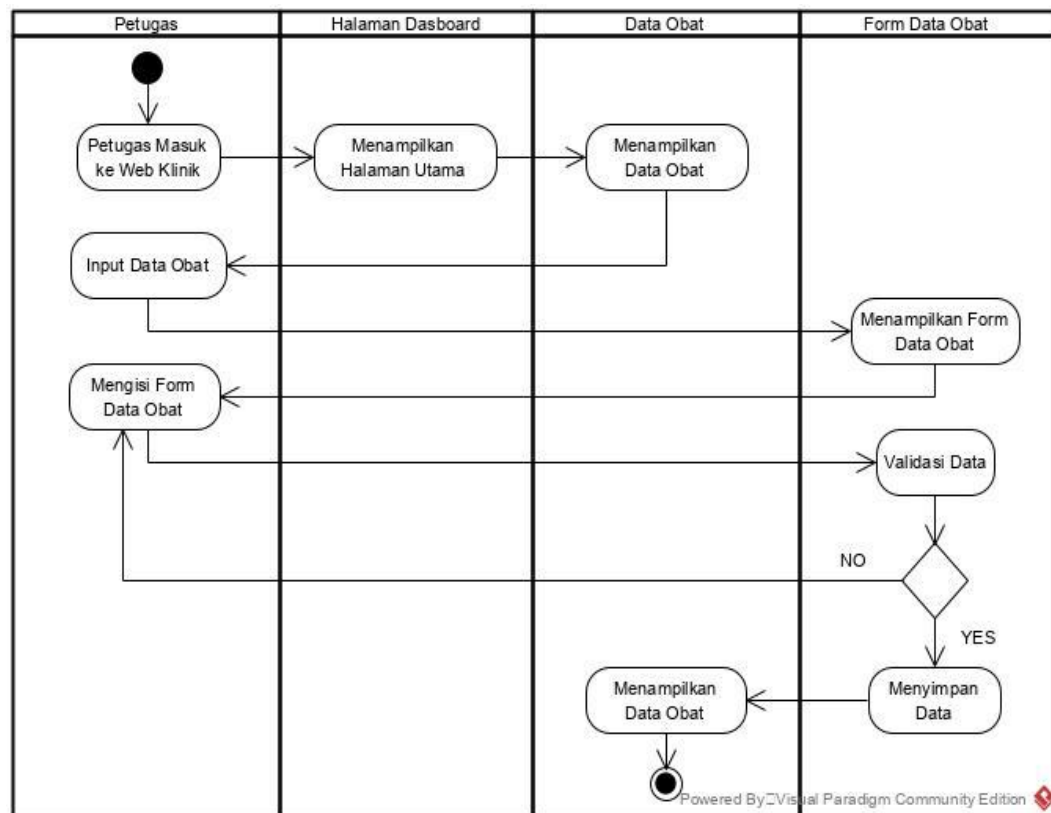 Petugas
Halaman Dasboard
Data Obat
Form Data Obat
Petugas Masuk
ke Web Klinik
Menampilkan
Halaman Utama
Menampilkan
Data Obat
Input Data Obat
Menampilkan Form
Data Obat
Mengisi Form
Data Obat
Validasi Data
NO
YES
Menampilkan
Data Obat
Menyimpan
Data
Powered By Visual Paradigm Community Edition